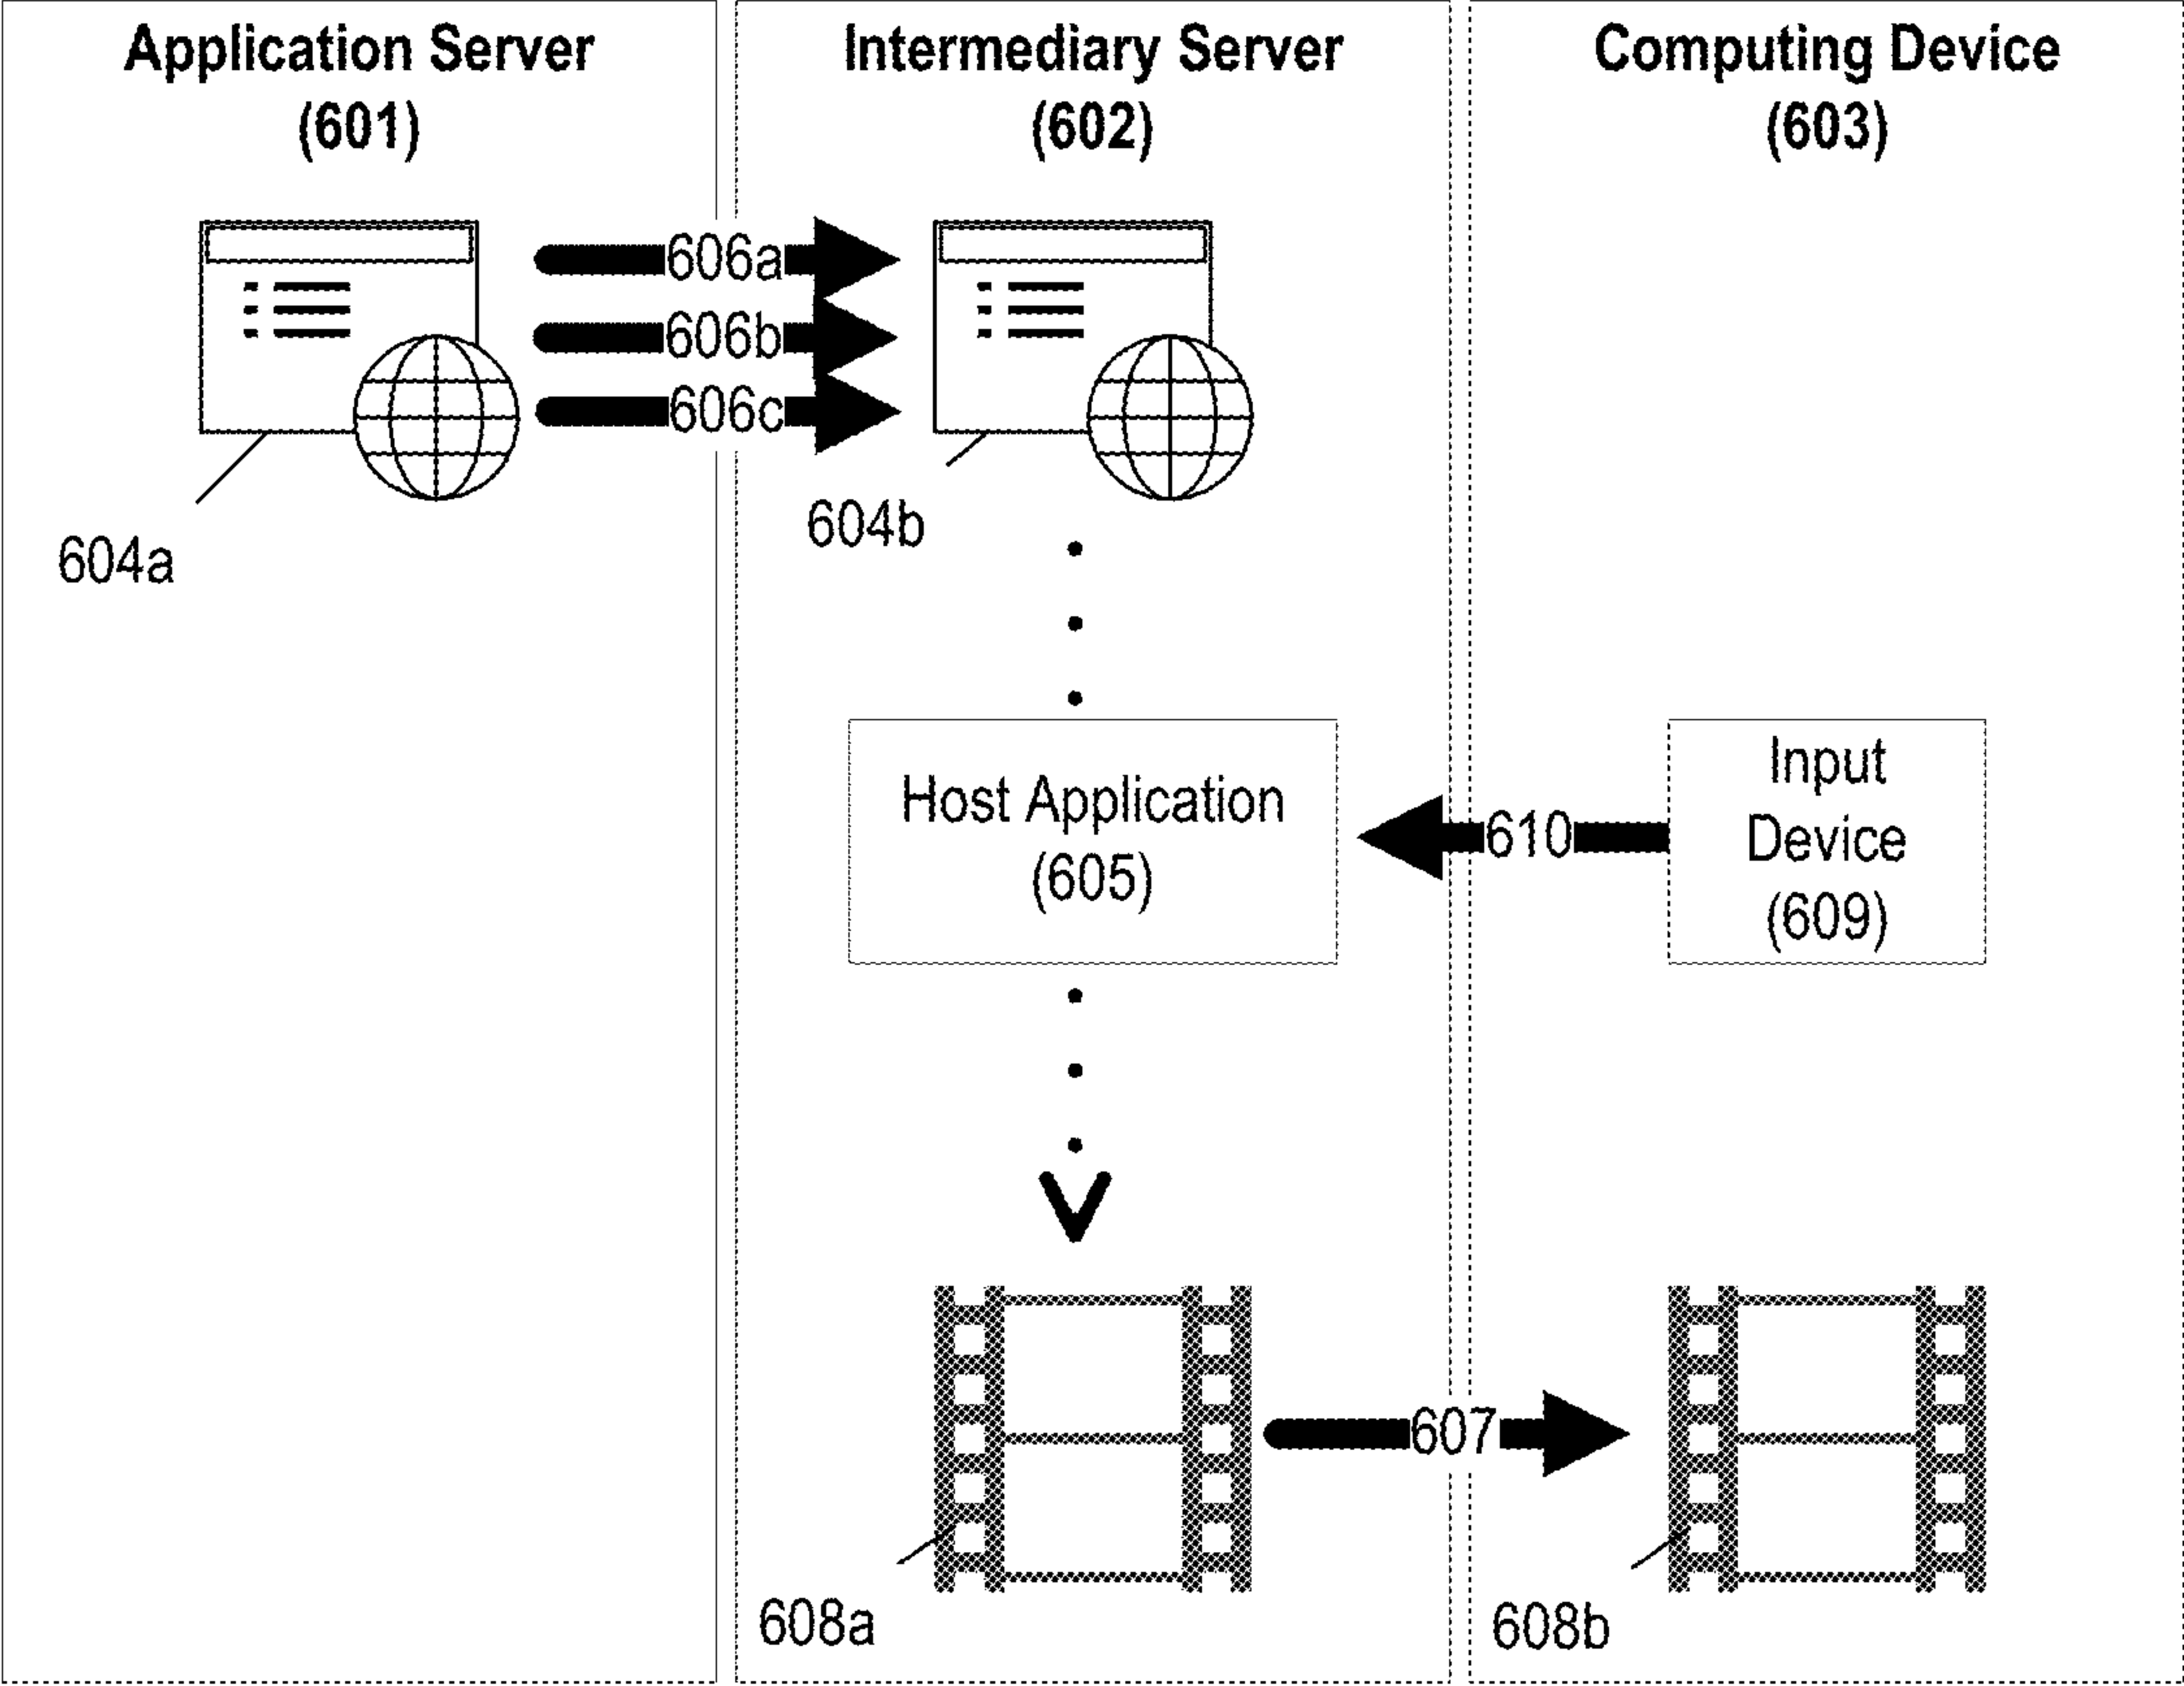 Application Server
(601)
Intermediary Server
(602)
Computing Device
(603)
606a
606b
606c
604a
604b
Host Application
(605)
610
Input
Device
(609)
607
608a
608b